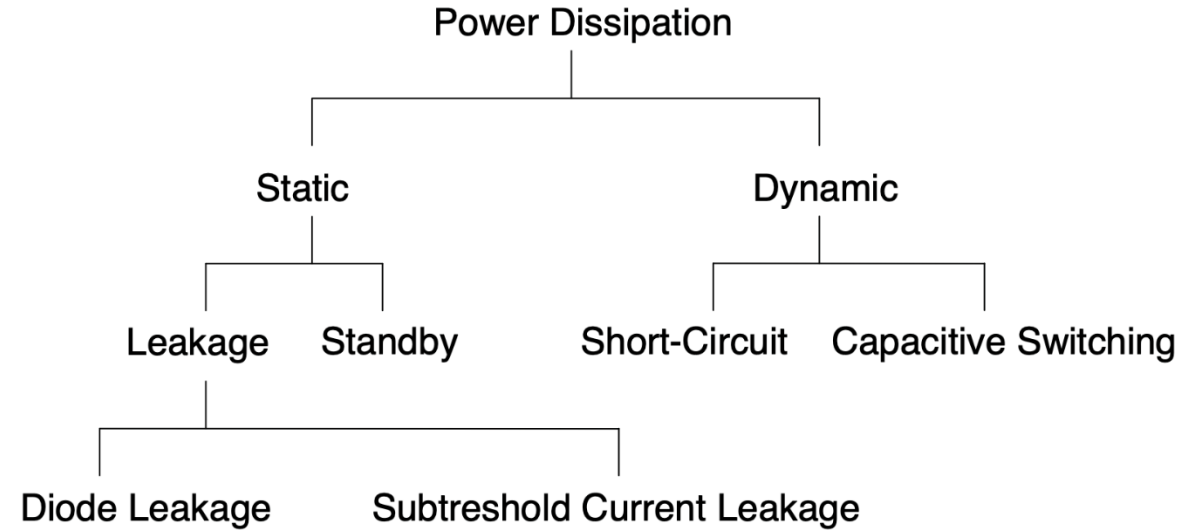 Power Dissipation
Static Dynamic
Leakage Standby Short-Circuit Capacitive Switching
Diode Leakage Subtreshold Current Leakage